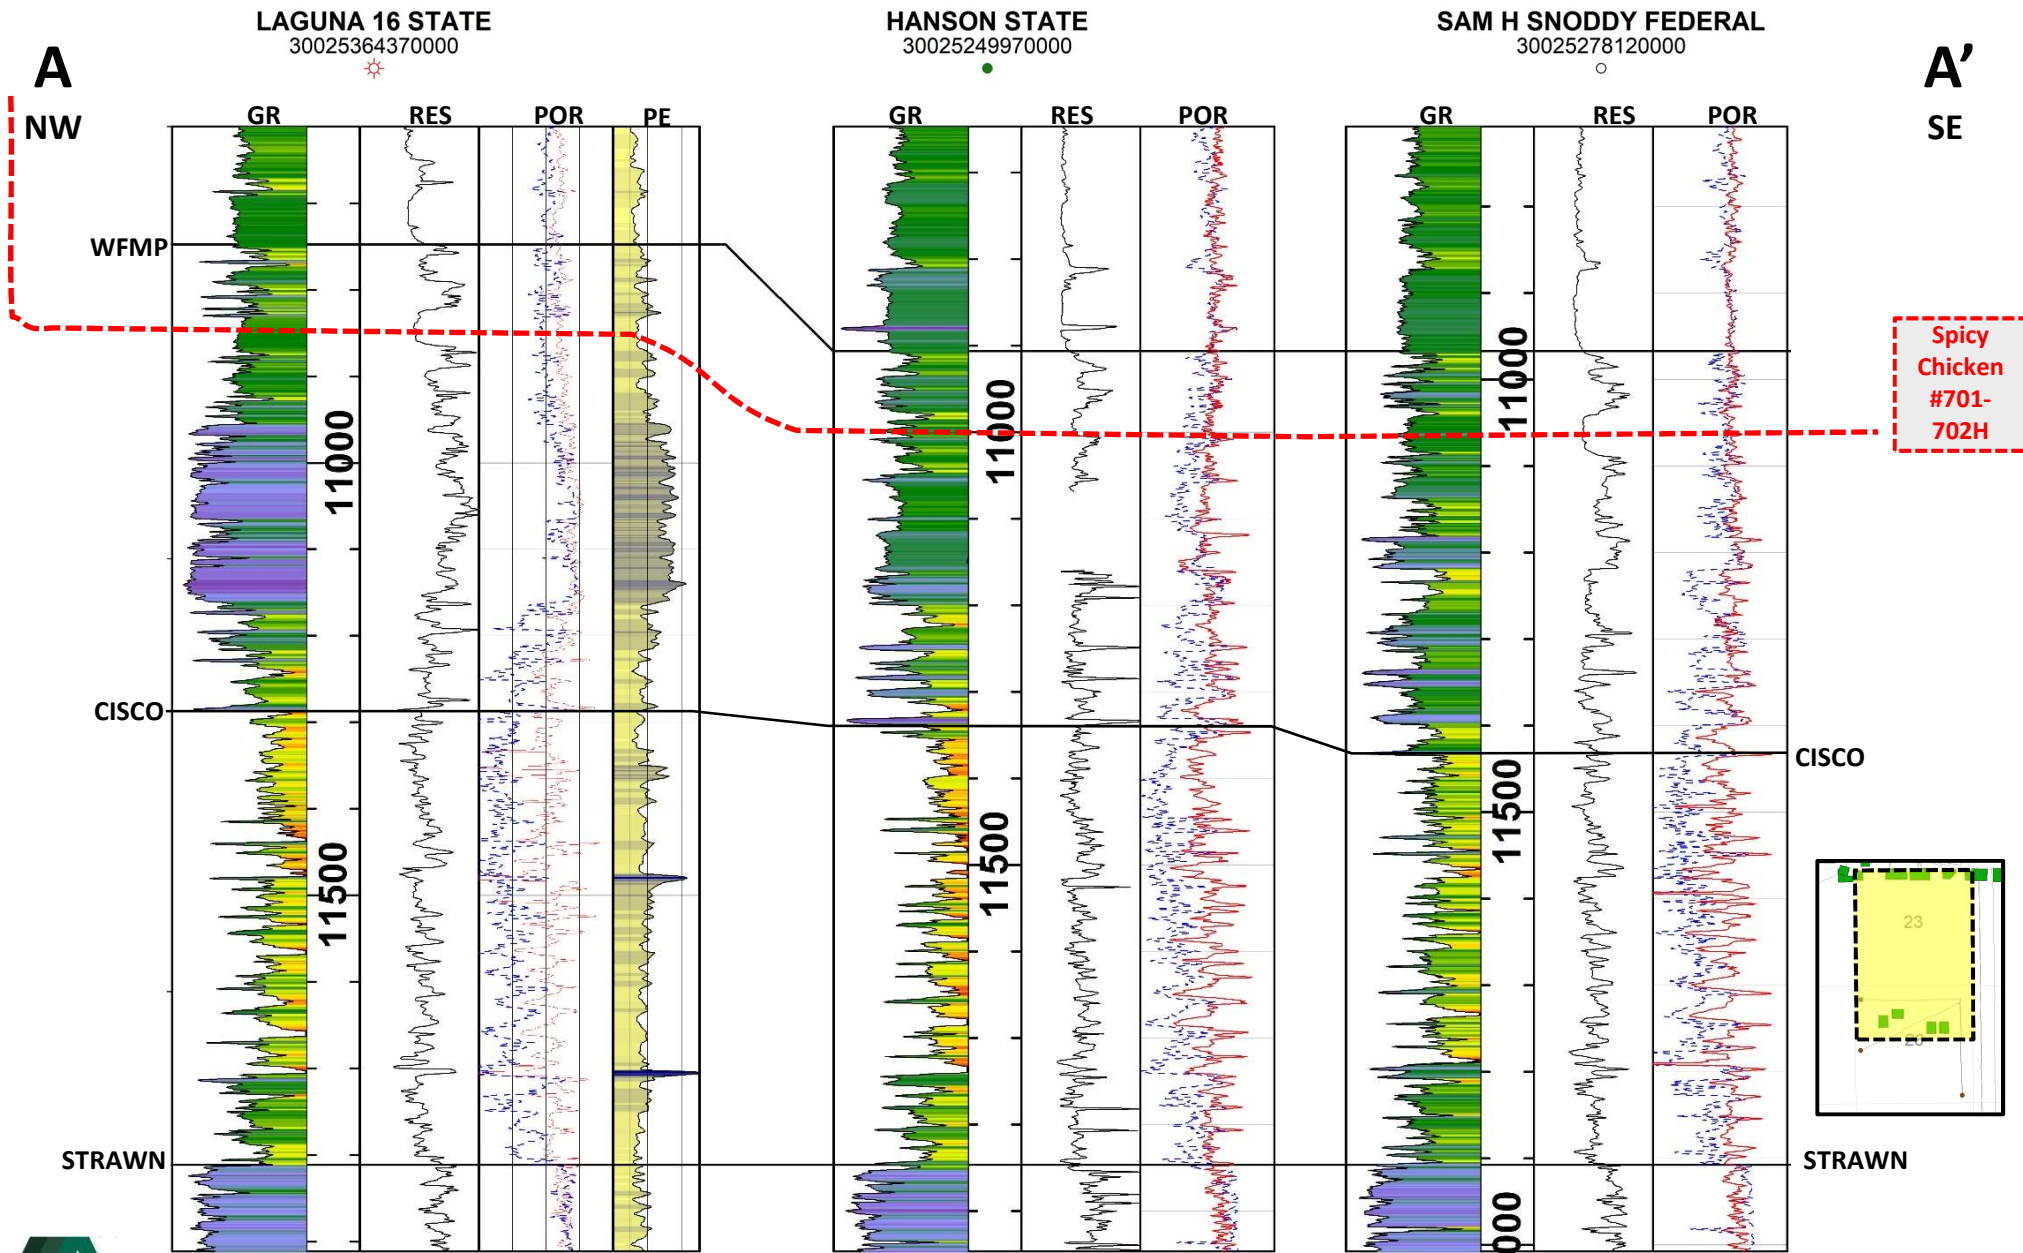 LAGUNA 16 STATE
30025364370000
HANSON STATE
30025249970000
SAM H SNODDY FEDERAL
30025278120000
A
A'
NW
SE
GR
RES
POR
PE
GR
RES
POR
GR
RES
POR
WFMP
11000
11000
11000
Spicy
Chicken
#701-
702H
CISCO
CISCO
11500
11500
11500
23
STRAWN
STRAWN
000